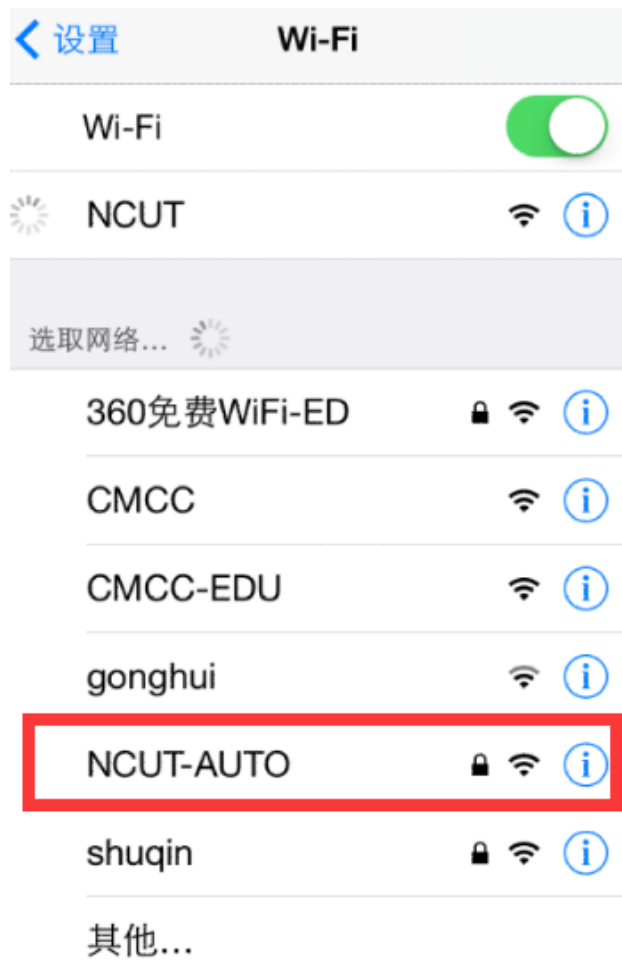 设置 Wi-Fi
Wi-Fi
NCUT
选取网络...
360免费WiFi-ED
CMCC
CMCC-EDU
gonghui
NCUT-AUTO
shuqin
其他...